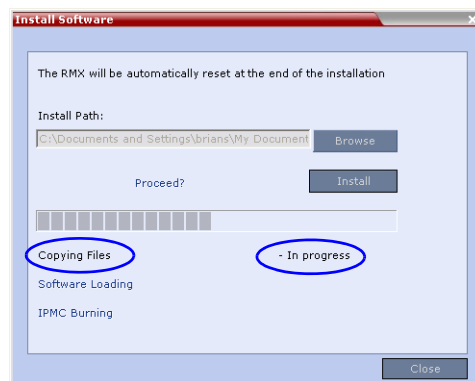 Install Software
The RMX will be automatically reset at the end of the installation
Install Path:
C:\Documents and Settings\brians\My Document
Browse
Proceed?
Install
Copying Files - In progress
Software Loading
IPMC Burning
Close